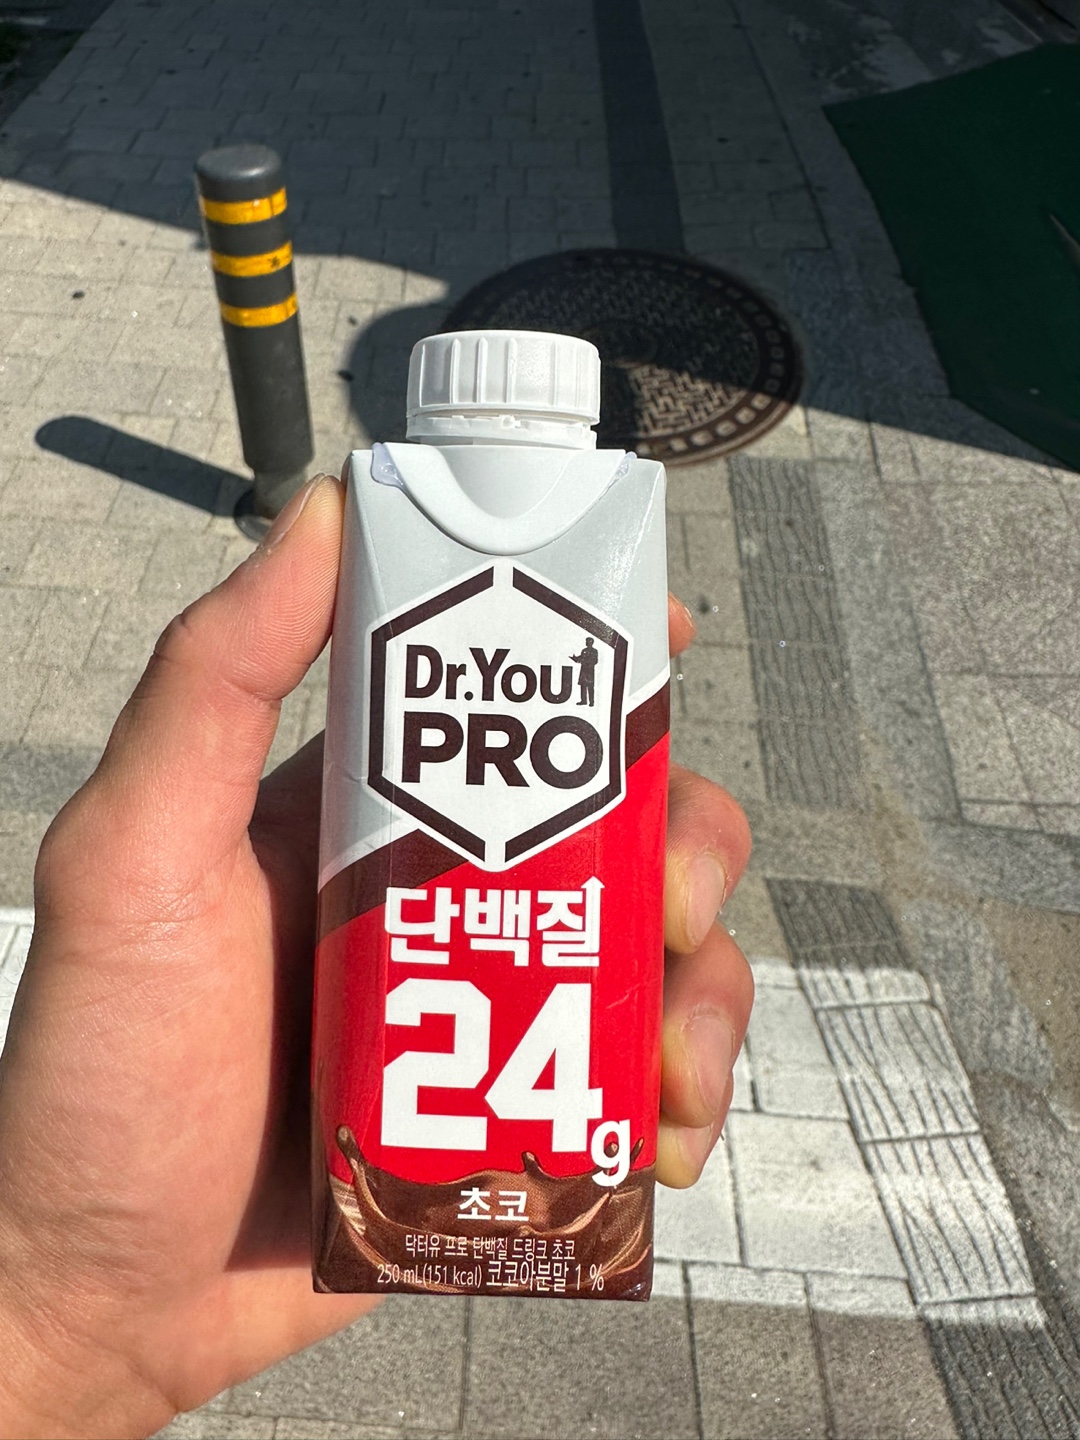 Dr.You
PRO
단백질
24g
초코
닥터유 프로 단백질 드링크 초코
250 mL(151 kcal) 코코아분말 1 %